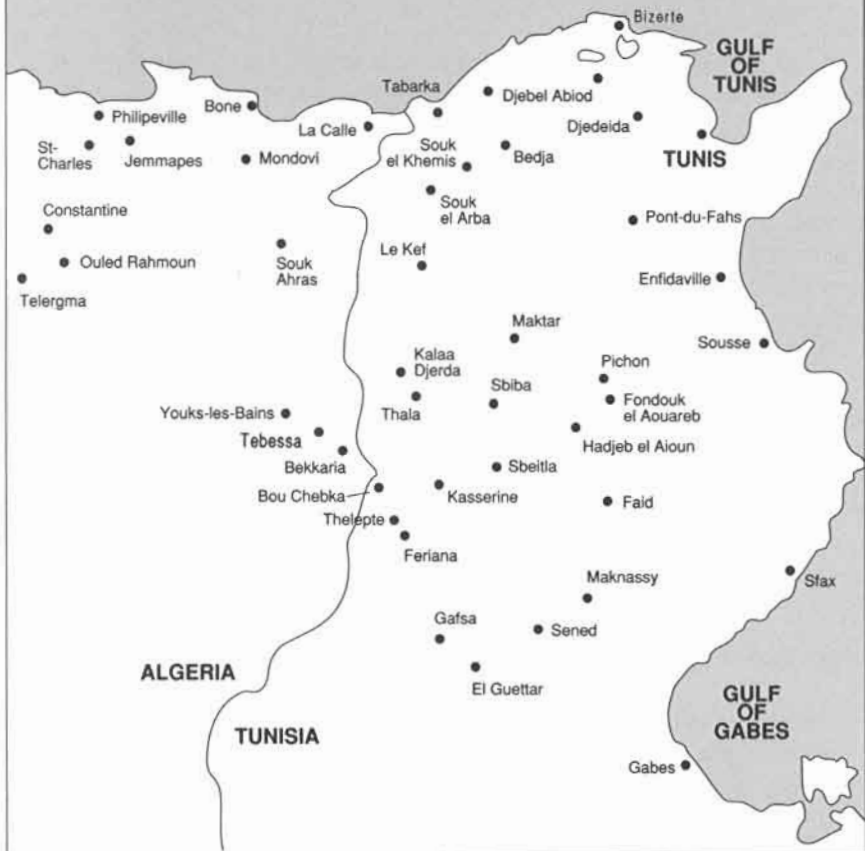 Bizerte
GULF
OF
TUNIS
Tabarka
Djebel Abiod
Bone
Philipeville
La Calle
Djedeida
St-
Charles
Jemmapes
Mondovi
Souk
el Khemis
Bedja
TUNIS
Constantine
Souk
el Arba
Pont-du-Fahs
Ouled Rahmoun
Souk
Ahras
Le Kef
Telergma
Enfidaville
Maktar
Sousse
Kalaa
Djerda
Pichon
Sbiba
Youks-les-Bains
Thala
Fondouk
el Aouareb
Tebessa
Hadjeb el Aioun
Bekkaria
Sbeitla
Bou Chebka
Kasserine
Faid
Thelepte
Feriana
Maknassy
Sfax
Gafsa
Sened
ALGERIA
El Guettar
GULF
OF
GABES
TUNISIA
Gabes